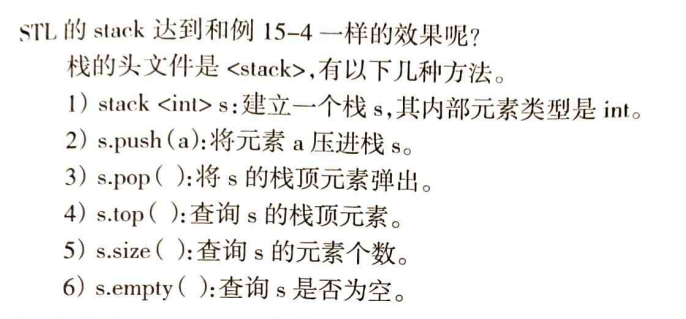 STL 的 stack 达到和例 15-4 一样的效果呢?
栈的头文件是 <stack>,有以下几种方法。
1) stack <int> s:建立一个栈 s,其内部元素类型是 int。
2) s.push(a):将元素 a 压进栈 s。
3) s.pop( ):将 s 的栈顶元素弹出。
4) s.top( ):查询 s 的栈顶元素。
5) s.size( ):查询 s 的元素个数。
6) s.empty( ):查询 s 是否为空。